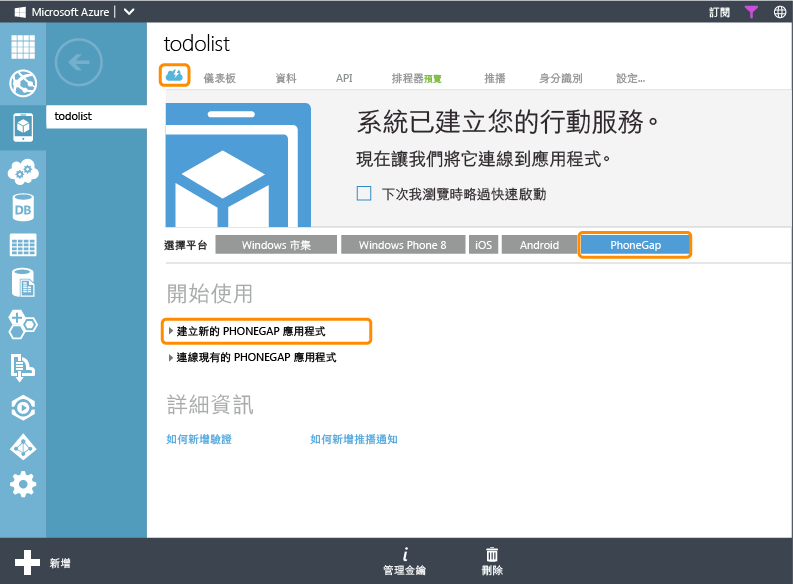 Microsoft Azure
訂閱
todolist
todolist
儀表板
資料
API
排程器預覽
推播
身分識別
設定...
系統已建立您的行動服務。
現在讓我們將它連線到應用程式。
下次我瀏覽時略過快速啟動
選擇平台
Windows 市集
Windows Phone 8
iOS
Android
PhoneGap
開始使用
建立新的 PHONEGAP 應用程式
連線現有的 PHONEGAP 應用程式
詳細資訊
如何新增驗證
如何新增推播通知
DB
新增
管理金鑰
刪除